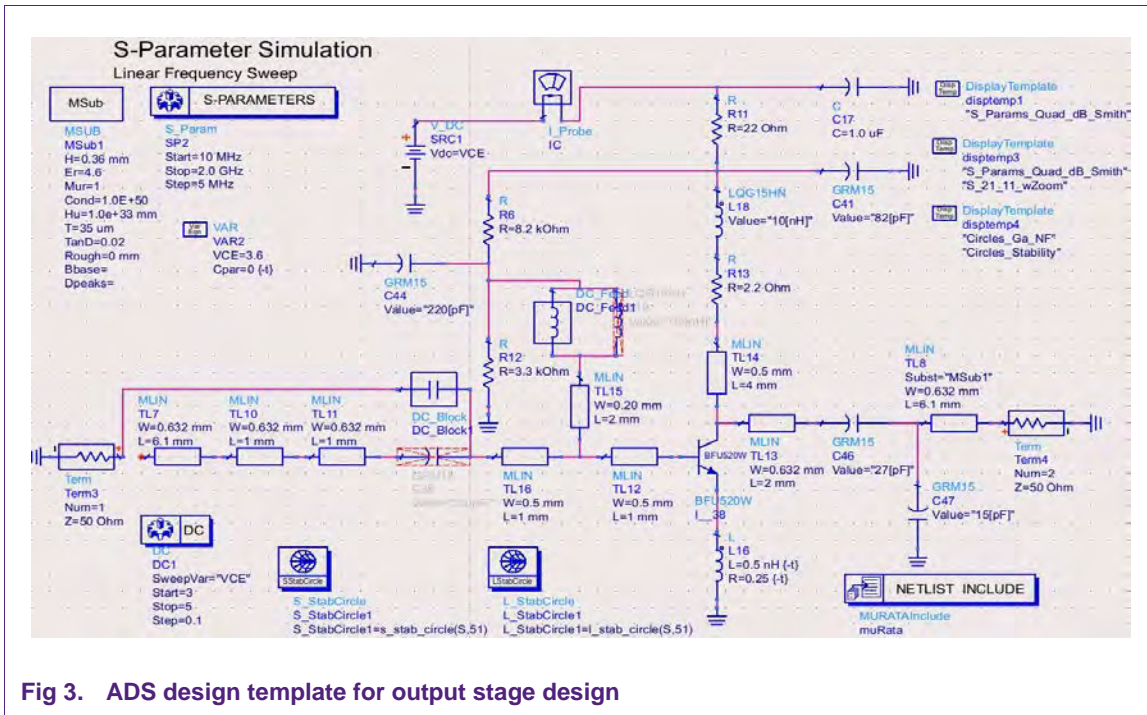 S-Parameter Simulation
Linear Frequency Sweep
MSub
MSUB
MSub1
H=0.36 mm
Er=4.6
Mur=1
Cond=1.0E+50
Hu=1.0e+33 mm
T=35 um
TanD=0.02
Rough=0 mm
Bbase=
Dpeaks=
S-PARAMETERS
S_Param
SP2
Start=10 MHz
Stop=2.0 GHz
Step=5 MHz
Var
Eqn
VAR
VAR2
VCE=3.6
Cpar=0 {-t}
V_DC
SRC1
Vdc=VCE
I_Probe
IC
R
R11
R=22 Ohm
C
C17
C=1.0 uF
Disp
Temp
DisplayTemplate
disptemp1
"S_Params_Quad_dB_Smith"
Disp
Temp
DisplayTemplate
disptemp3
"S_Params_Quad_dB_Smith"
"S_21_11_wZoom"
Disp
Temp
DisplayTemplate
disptemp4
"Circles_Ga_NF"
"Circles_Stability"
GRM15
C41
Value="82[pF]"
LQG15HN
L18
Value="10[nH]"
R
R6
R=8.2 kOhm
GRM15
C44
Value="220[pF]"
R
R13
R=2.2 Ohm
DC_Feed
DC_Feed1
R
R12
R=3.3 kOhm
MLIN
TL15
W=0.20 mm
L=2 mm
MLIN
TL14
W=0.5 mm
L=4 mm
MLIN
TL8
Subst="MSub1"
W=0.632 mm
L=6.1 mm
DC_Block
DC_Block1
MLIN
TL7
W=0.632 mm
L=6.1 mm
MLIN
TL10
W=0.632 mm
L=1 mm
MLIN
TL11
W=0.632 mm
L=1 mm
Term
Term3
Num=1
Z=50 Ohm
MLIN
TL16
W=0.5 mm
L=1 mm
MLIN
TL12
W=0.5 mm
L=1 mm
BFU520W
BFU520W
I__38
MLIN
TL13
W=0.632 mm
L=2 mm
GRM15
C46
Value="27[pF]"
Term
Term4
Num=2
Z=50 Ohm
GRM15
C47
Value="15[pF]"
L
L16
L=0.5 nH {-t}
R=0.25 {-t}
DC
DC
DC1
SweepVar="VCE"
Start=3
Stop=5
Step=0.1
SStabCircle
S_StabCircle
S_StabCircle1
S_StabCircle1=s_stab_circle(S,51)
LStabCircle
L_StabCircle
L_StabCircle1
L_StabCircle1=l_stab_circle(S,51)
NETLIST INCLUDE
MURATAInclude
muRata
Fig 3. ADS design template for output stage design